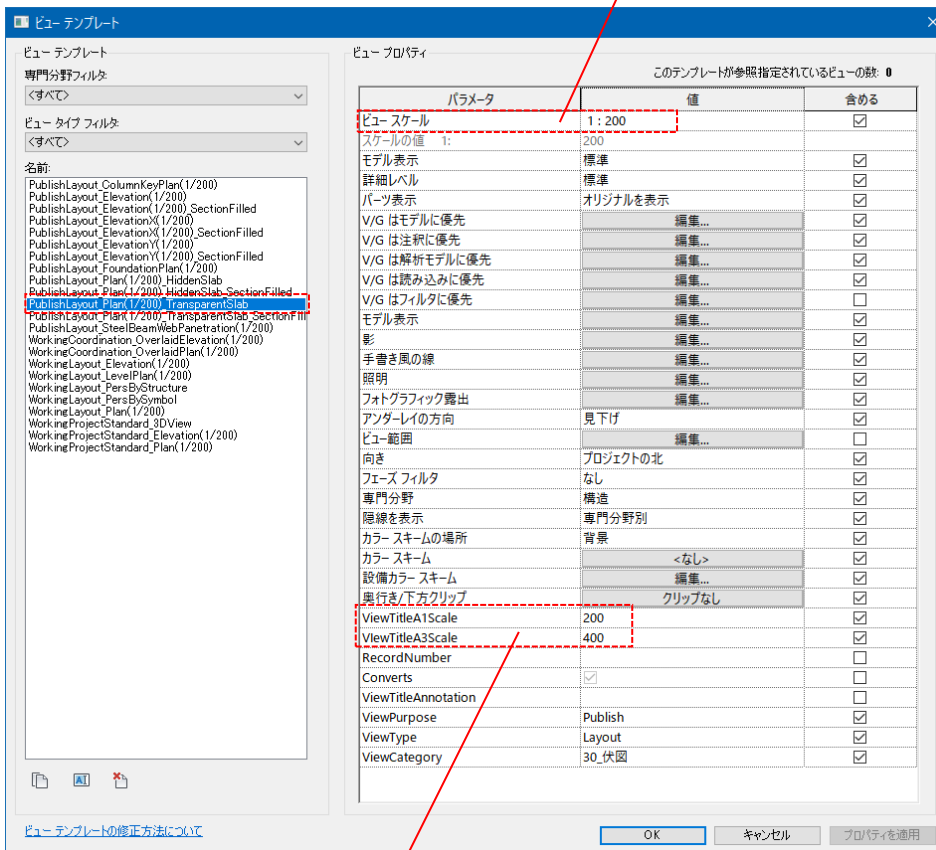 ビュー テンプレート
ビュー テンプレート
専門分野フィルタ:
<すべて>
ビュー タイプ フィルタ:
<すべて>
名前:
PublishLayout_ColumnKeyPlan(1/200)
PublishLayout_Elevation(1/200)
PublishLayout_Elevation(1/200)_SectionFilled
PublishLayout_ElevationX(1/200)
PublishLayout_ElevationX(1/200)_SectionFilled
PublishLayout_ElevationY(1/200)
PublishLayout_ElevationY(1/200)_SectionFilled
PublishLayout_FoundationPlan(1/200)
PublishLayout_Plan(1/200)_HiddenSlab
PublishLayout_Plan(1/200)_HiddenSlab_SectionFilled
PublishLayout_Plan(1/200)_TransparentSlab
PublishLayout_Plan(1/200)_TransparentSlab_SectionFill
PublishLayout_SteelBeamWebPanetration(1/200)
WorkingCoordination_OverlaidElevation(1/200)
WorkingCoordination_OverlaidPlan(1/200)
WorkingLayout_Elevation(1/200)
WorkingLayout_LevelPlan(1/200)
WorkingLayout_PersByStructure
WorkingLayout_PersBySymbol
WorkingLayout_Plan(1/200)
WorkingProjectStandard_3DView
WorkingProjectStandard_Elevation(1/200)
WorkingProjectStandard_Plan(1/200)
ビュー テンプレートの修正方法について
ビュー プロパティ
このテンプレートが参照指定されているビューの数: 0
パラメータ 値 含める
ビュー スケール 1 : 200
スケールの値 1: 200
モデル表示 標準
詳細レベル 標準
パーツ表示 オリジナルを表示
V/G はモデルに優先 編集...
V/G は注釈に優先 編集...
V/G は解析モデルに優先 編集...
V/G は読み込みに優先 編集...
V/G はフィルタに優先 編集...
モデル表示 編集...
影 編集...
手書き風の線 編集...
照明 編集...
フォトグラフィック露出 編集...
アンダーレイの方向 見下げ
ビュー範囲 編集...
向き プロジェクトの北
フェーズ フィルタ なし
専門分野 構造
隠線を表示 専門分野別
カラー スキームの場所 背景
カラー スキーム <なし>
設備カラー スキーム 編集...
奥行き/下方クリップ クリップなし
ViewTitleA1Scale 200
VIewTitleA3Scale 400
RecordNumber
Converts
ViewTitleAnnotation
ViewPurpose Publish
ViewType Layout
ViewCategory 30_伏図
OK キャンセル プロパティを適用